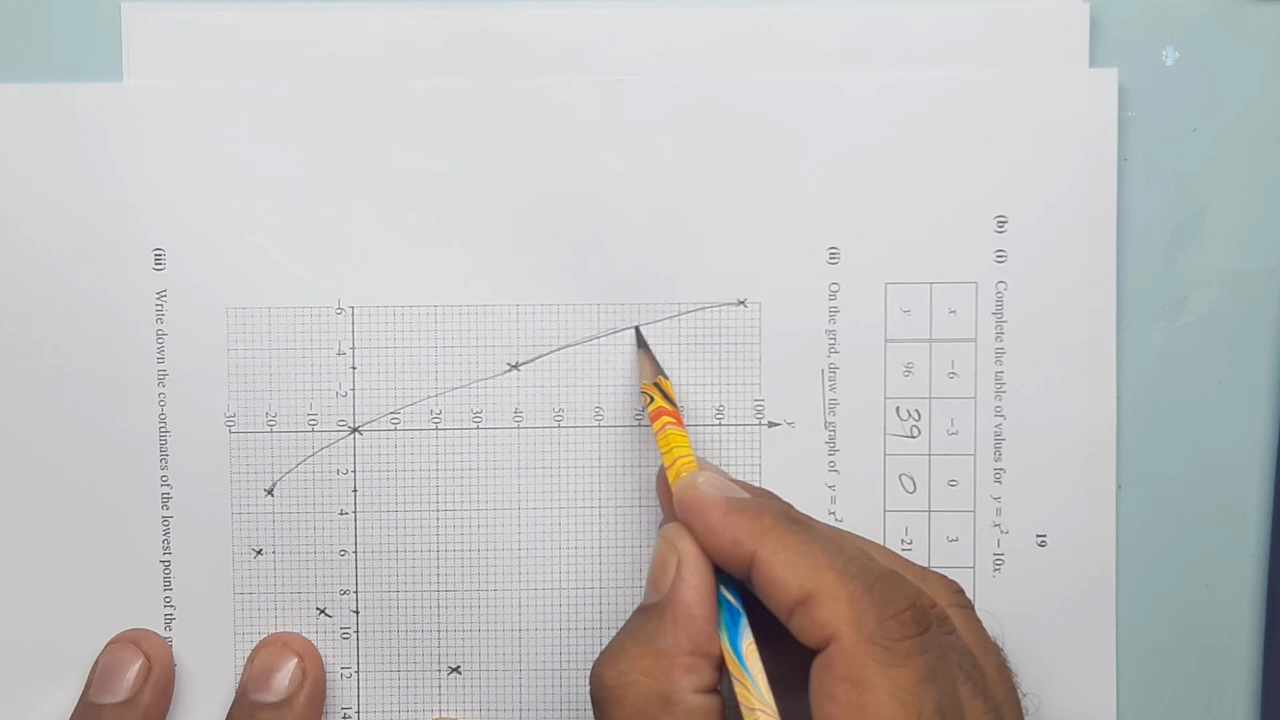 19
(b) (i) Complete the table of values for y = x² − 10x.
x −6 −3 0 3
y 96 39 0 −21
(ii) On the grid, draw the graph of y = x²
y
100
90
70
60
50
40
30
20
10
0
−10
−20
−30
−6 −4 −2 2 4 6 8 10 12 14
(iii) Write down the co-ordinates of the lowest point of the